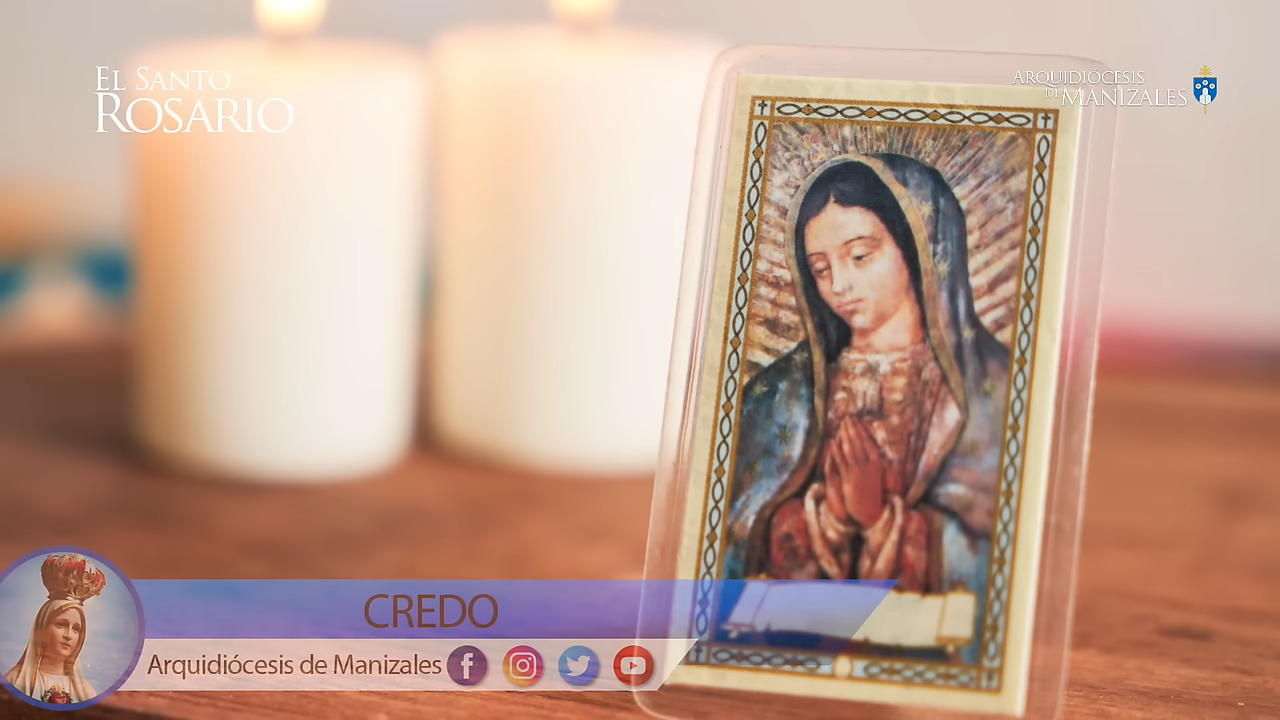 EL SANTO
ROSARIO
ARQUIDIÓCESIS
DE MANIZALES
CREDO
Arquidiócesis de Manizales